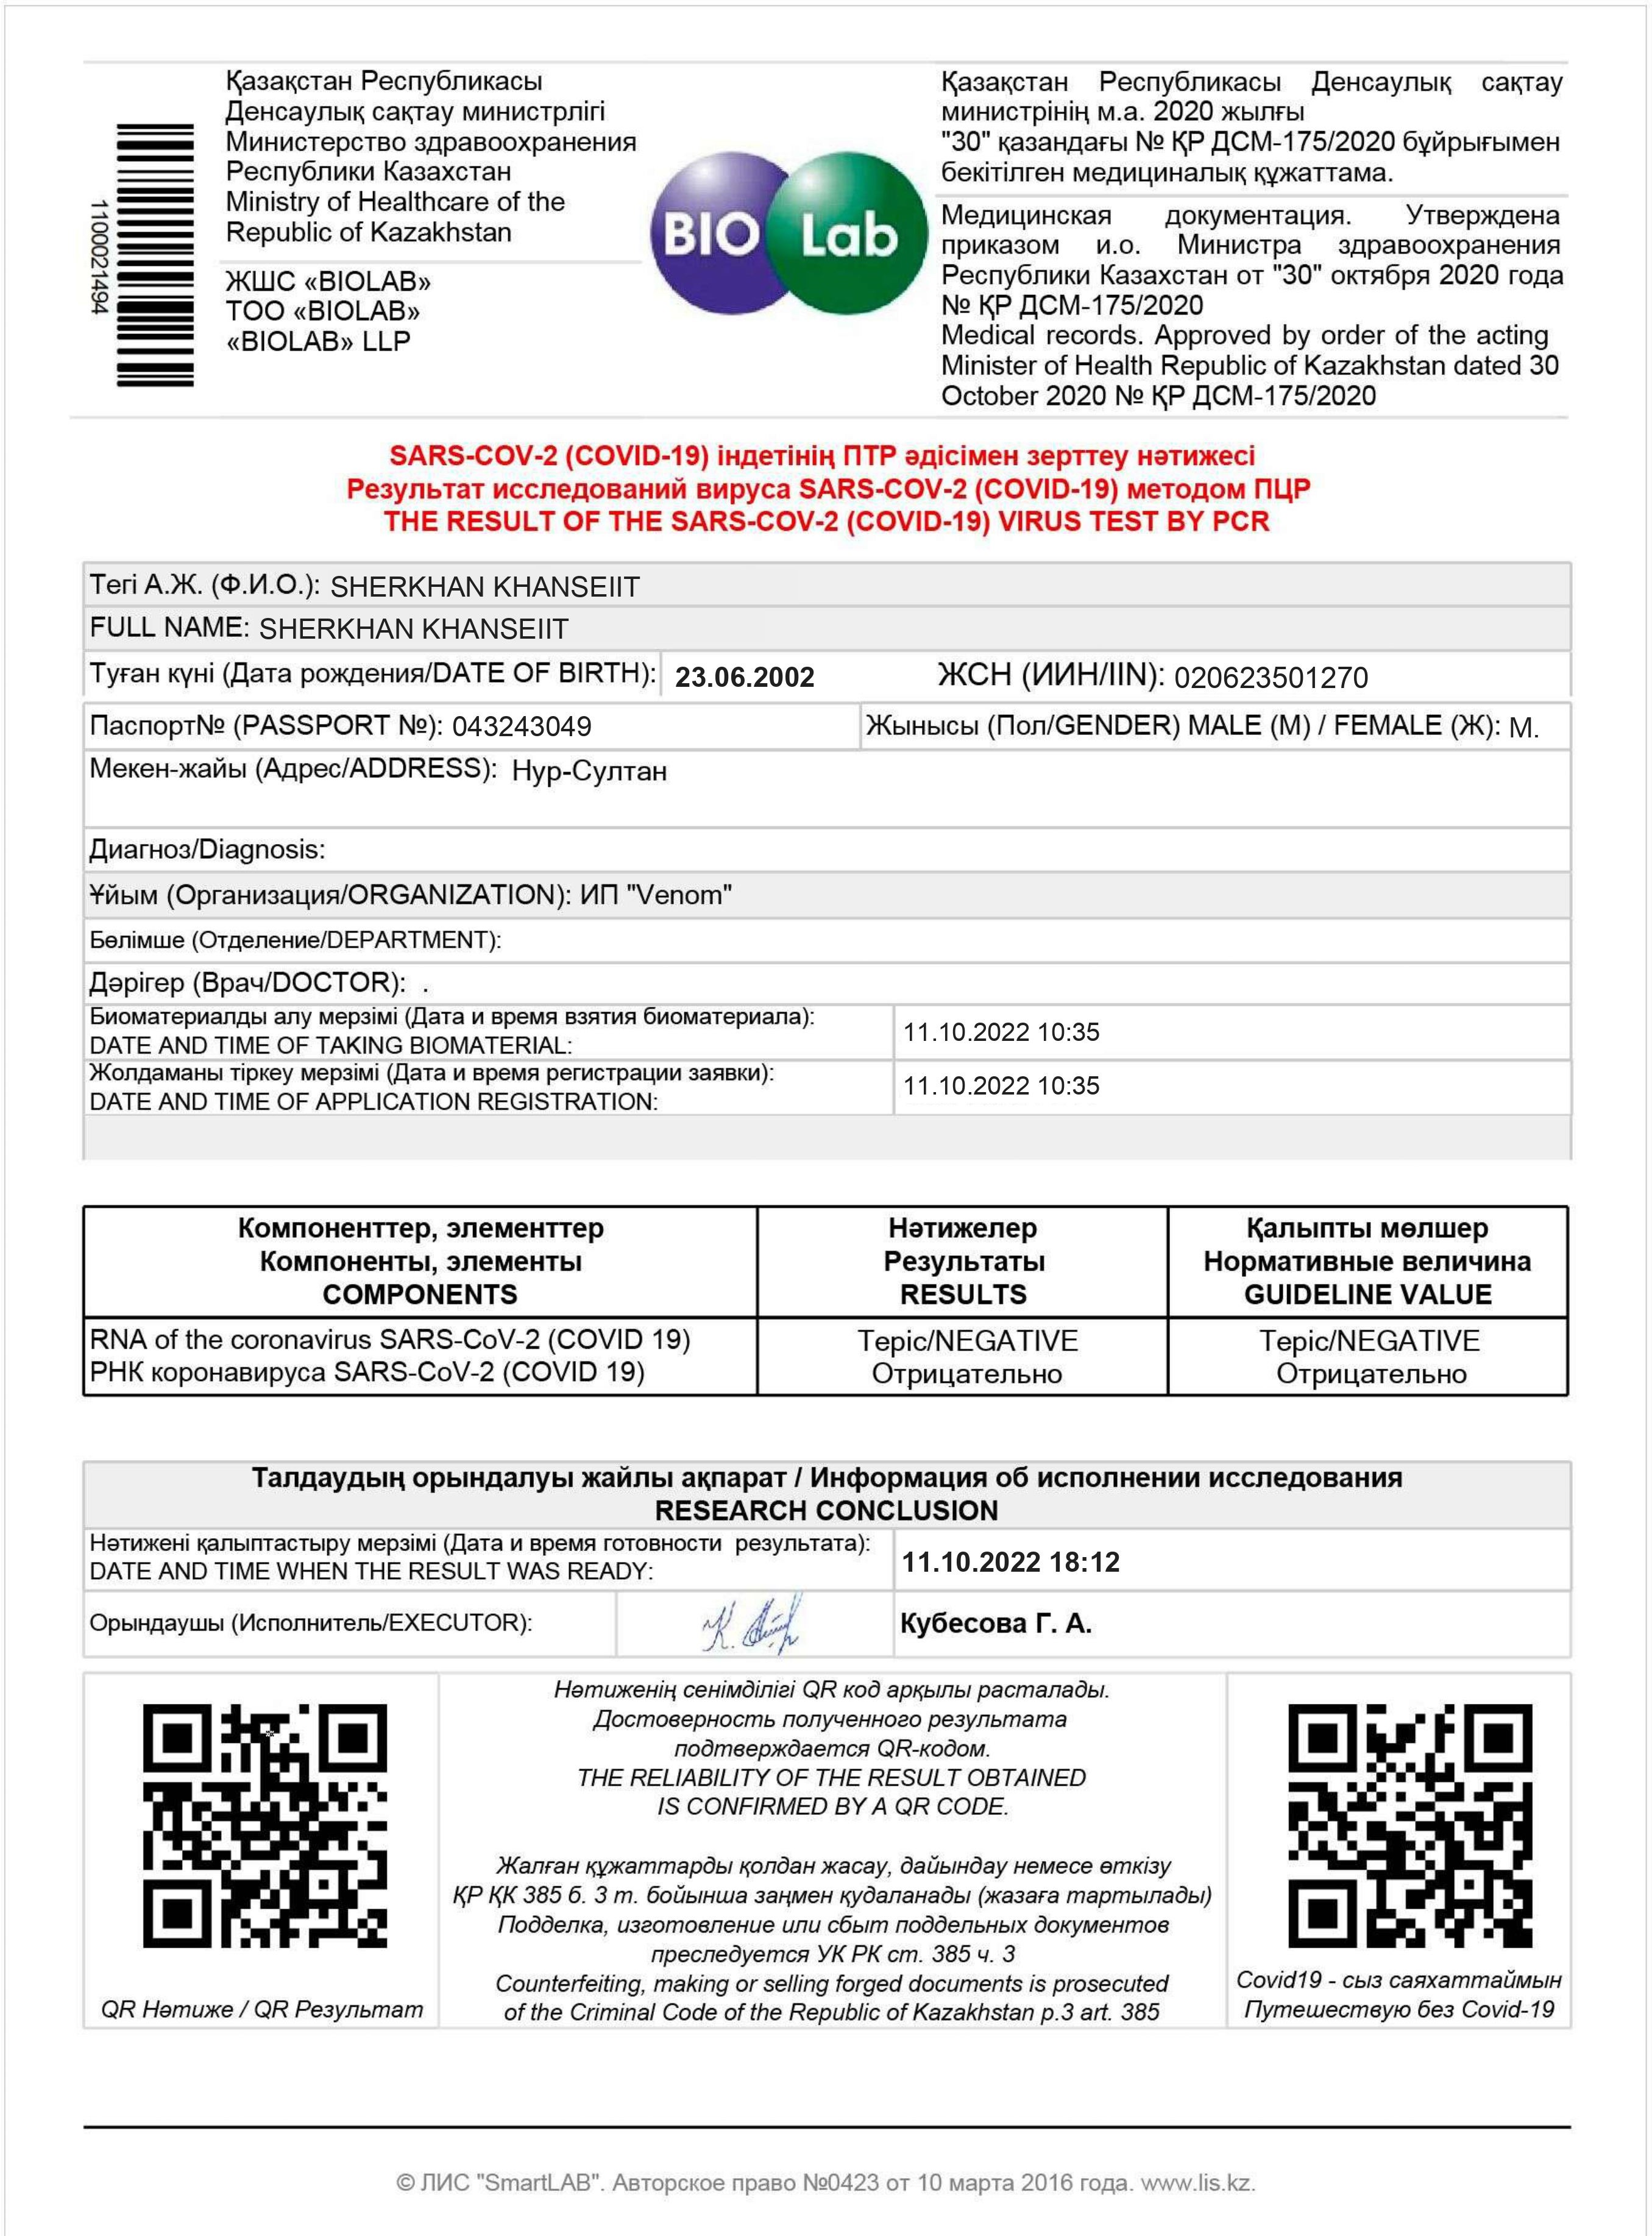 1100021494
Қазақстан Республикасы
Денсаулық сақтау министрлігі
Министерство здравоохранения
Республики Казахстан
Ministry of Healthcare of the
Republic of Kazakhstan
ЖШС «BIOLAB»
ТОО «BIOLAB»
«BIOLAB» LLP
BIO Lab
Қазақстан Республикасы Денсаулық сақтау
министрінің м.а. 2020 жылғы
"30" қазандағы № ҚР ДСМ-175/2020 бұйрығымен
бекітілген медициналық құжаттама.
Медицинская документация. Утверждена
приказом и.о. Министра здравоохранения
Республики Казахстан от "30" октября 2020 года
№ ҚР ДСМ-175/2020
Medical records. Approved by order of the acting
Minister of Health Republic of Kazakhstan dated 30
October 2020 № ҚР ДСМ-175/2020
SARS-COV-2 (COVID-19) індетінің ПТР әдісімен зерттеу нәтижесі
Результат исследований вируса SARS-COV-2 (COVID-19) методом ПЦР
THE RESULT OF THE SARS-COV-2 (COVID-19) VIRUS TEST BY PCR
Тегі А.Ж. (Ф.И.О.): SHERKHAN KHANSEIIT
FULL NAME: SHERKHAN KHANSEIIT
Туған күні (Дата рождения/DATE OF BIRTH): 23.06.2002 ЖСН (ИИН/IIN): 020623501270
Паспорт№ (PASSPORT №): 043243049 Жынысы (Пол/GENDER) MALE (M) / FEMALE (Ж): М.
Мекен-жайы (Адрес/ADDRESS): Нур-Султан
Диагноз/Diagnosis:
Ұйым (Организация/ORGANIZATION): ИП "Venom"
Бөлімше (Отделение/DEPARTMENT):
Дәрігер (Врач/DOCTOR): .
Биоматериалды алу мерзімі (Дата и время взятия биоматериала):
DATE AND TIME OF TAKING BIOMATERIAL:
11.10.2022 10:35
Жолдаманы тіркеу мерзімі (Дата и время регистрации заявки):
DATE AND TIME OF APPLICATION REGISTRATION:
11.10.2022 10:35
Компоненттер, элементтер
Компоненты, элементы
COMPONENTS
Нәтижелер
Результаты
RESULTS
Қалыпты мөлшер
Нормативные величина
GUIDELINE VALUE
RNA of the coronavirus SARS-CoV-2 (COVID 19)
РНК коронавируса SARS-CoV-2 (COVID 19)
Теріс/NEGATIVE
Отрицательно
Теріс/NEGATIVE
Отрицательно
Талдаудың орындалуы жайлы ақпарат / Информация об исполнении исследования
RESEARCH CONCLUSION
Нәтижені қалыптастыру мерзімі (Дата и время готовности результата):
DATE AND TIME WHEN THE RESULT WAS READY:
11.10.2022 18:12
Орындаушы (Исполнитель/EXECUTOR):
Кубесова Г. А.
QR Нәтиже / QR Результат
Нәтиженің сенімділігі QR код арқылы расталады.
Достоверность полученного результата
подтверждается QR-кодом.
THE RELIABILITY OF THE RESULT OBTAINED
IS CONFIRMED BY A QR CODE.
Жалған құжаттарды қолдан жасау, дайындау немесе өткізу
ҚР ҚК 385 б. 3 т. бойынша заңмен қудаланады (жазаға тартылады)
Подделка, изготовление или сбыт поддельных документов
преследуется УК РК ст. 385 ч. 3
Counterfeiting, making or selling forged documents is prosecuted
of the Criminal Code of the Republic of Kazakhstan p.3 art. 385
Covid19 - сыз саяхаттаймын
Путешествую без Covid-19
© ЛИС "SmartLAB". Авторское право №0423 от 10 марта 2016 года. www.lis.kz.